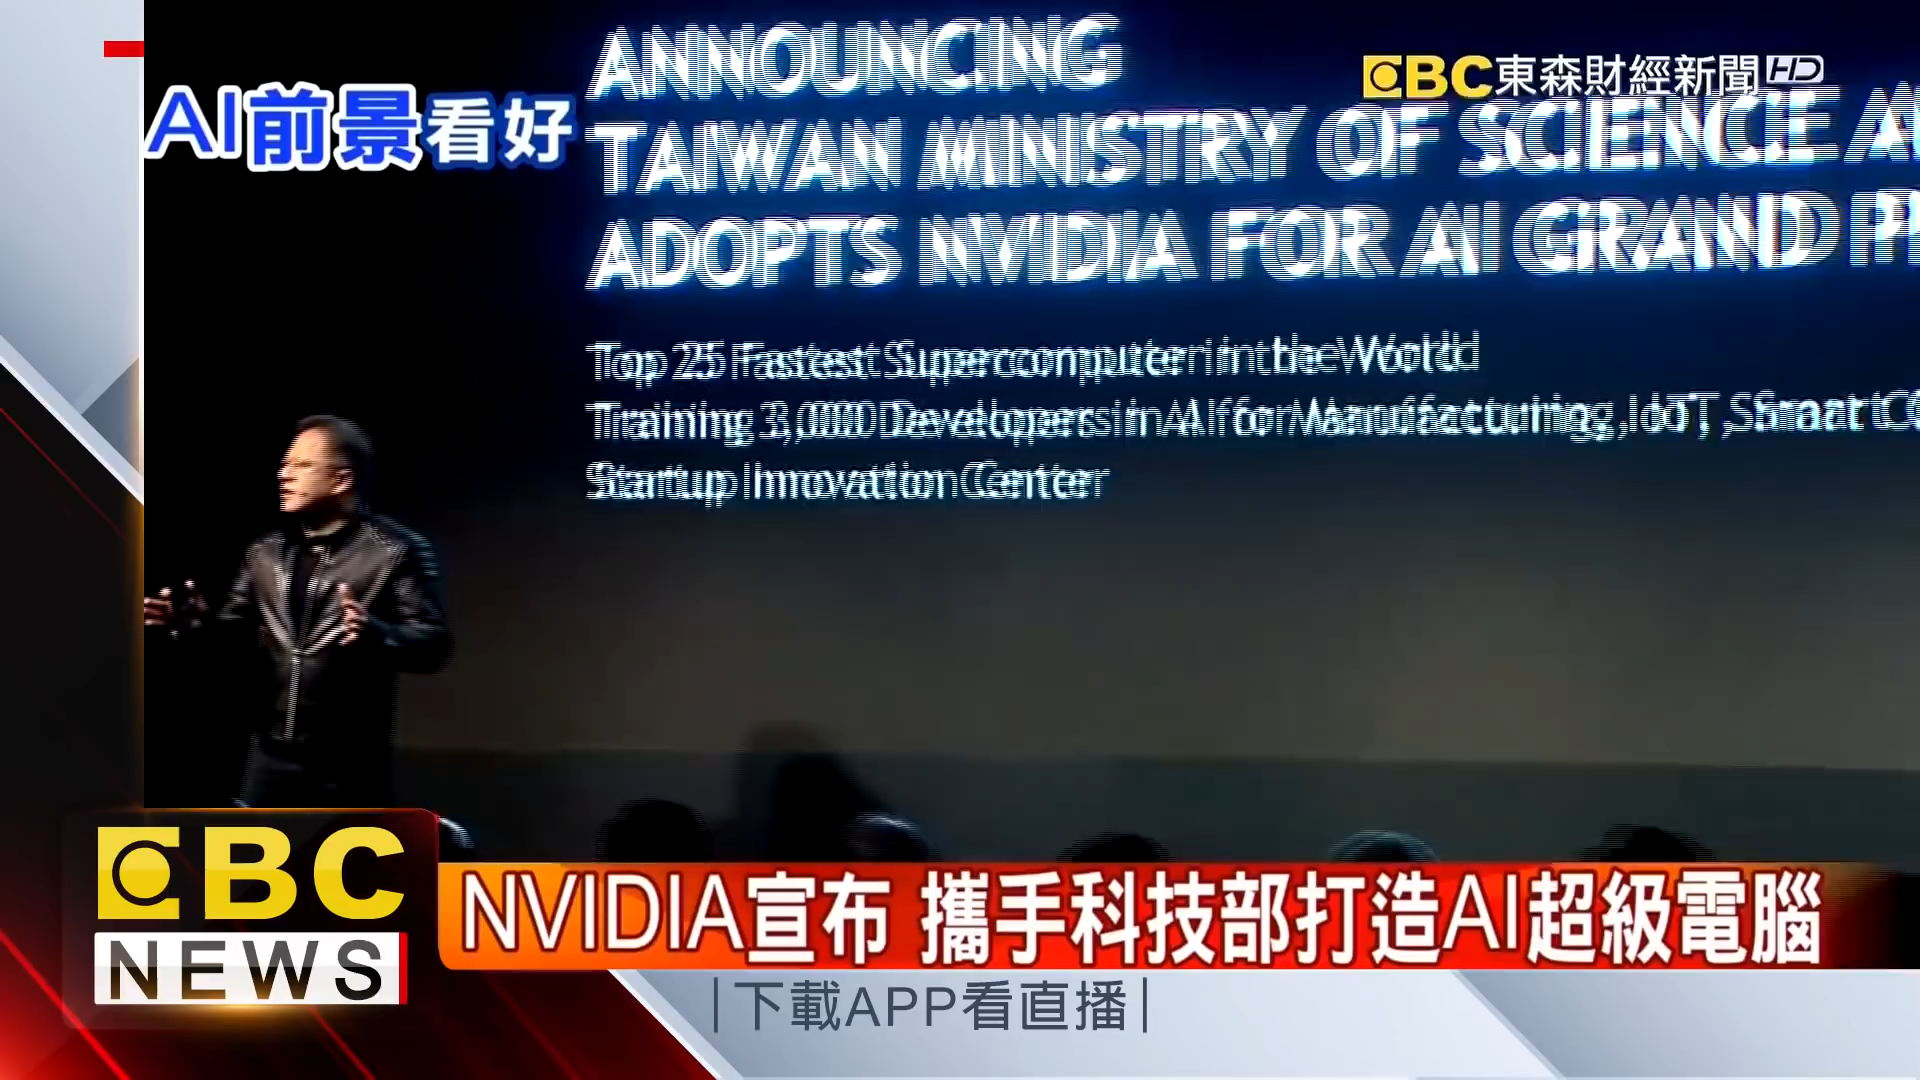 AI前景看好
EBC東森財經新聞HD
ANNOUNCING
TAIWAN MINISTRY OF SCIENCE
ADOPTS NVIDIA FOR AI GRAND
Top 25 Fastest Supercomputer in the World
Training 3,000 Developers in AI for Manufacturing, IoT, Smart
Startup Innovation Center
EBC
NEWS
NVIDIA宣布 攜手科技部打造AI超級電腦
|下載APP看直播|